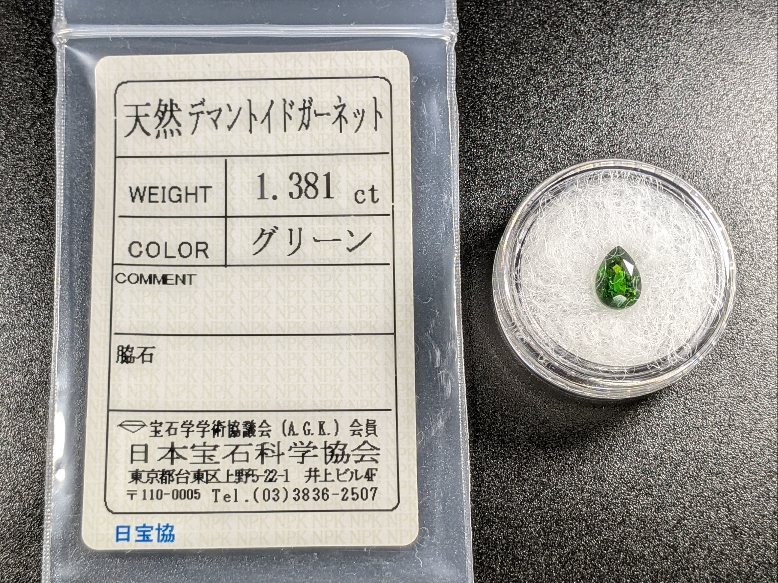 天然デマントイドガーネット
WEIGHT 1.381 ct
COLOR グリーン
COMMENT
脇石
宝石学学術協議会 (A.G.K.) 会員
日本宝石科学協会
東京都台東区上野5-22-1 井上ビル4F
〒110-0005 Tel.(03)3836-2507
日宝協